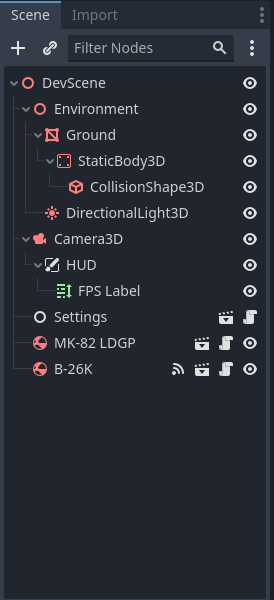 Scene Import
Filter Nodes
DevScene
Environment
Ground
StaticBody3D
CollisionShape3D
DirectionalLight3D
Camera3D
HUD
FPS Label
Settings
MK-82 LDGP
B-26K